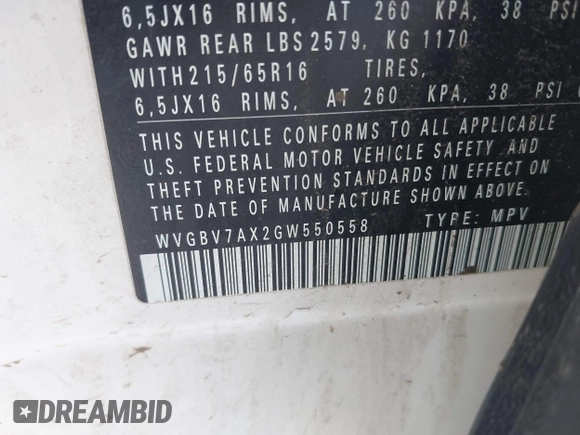 6,5JX16 RIMS, AT 260 KPA, 38 PSI
GAWR REAR LBS 2579, KG 1170
WITH 215/65R16 TIRES,
6,5JX16 RIMS, AT 260 KPA, 38 PSI
THIS VEHICLE CONFORMS TO ALL APPLICABLE
U.S. FEDERAL MOTOR VEHICLE SAFETY AND
THEFT PREVENTION STANDARDS IN EFFECT ON
THE DATE OF MANUFACTURE SHOWN ABOVE.
WVGBV7AX2GW550558 TYPE: MPV
DREAMBID